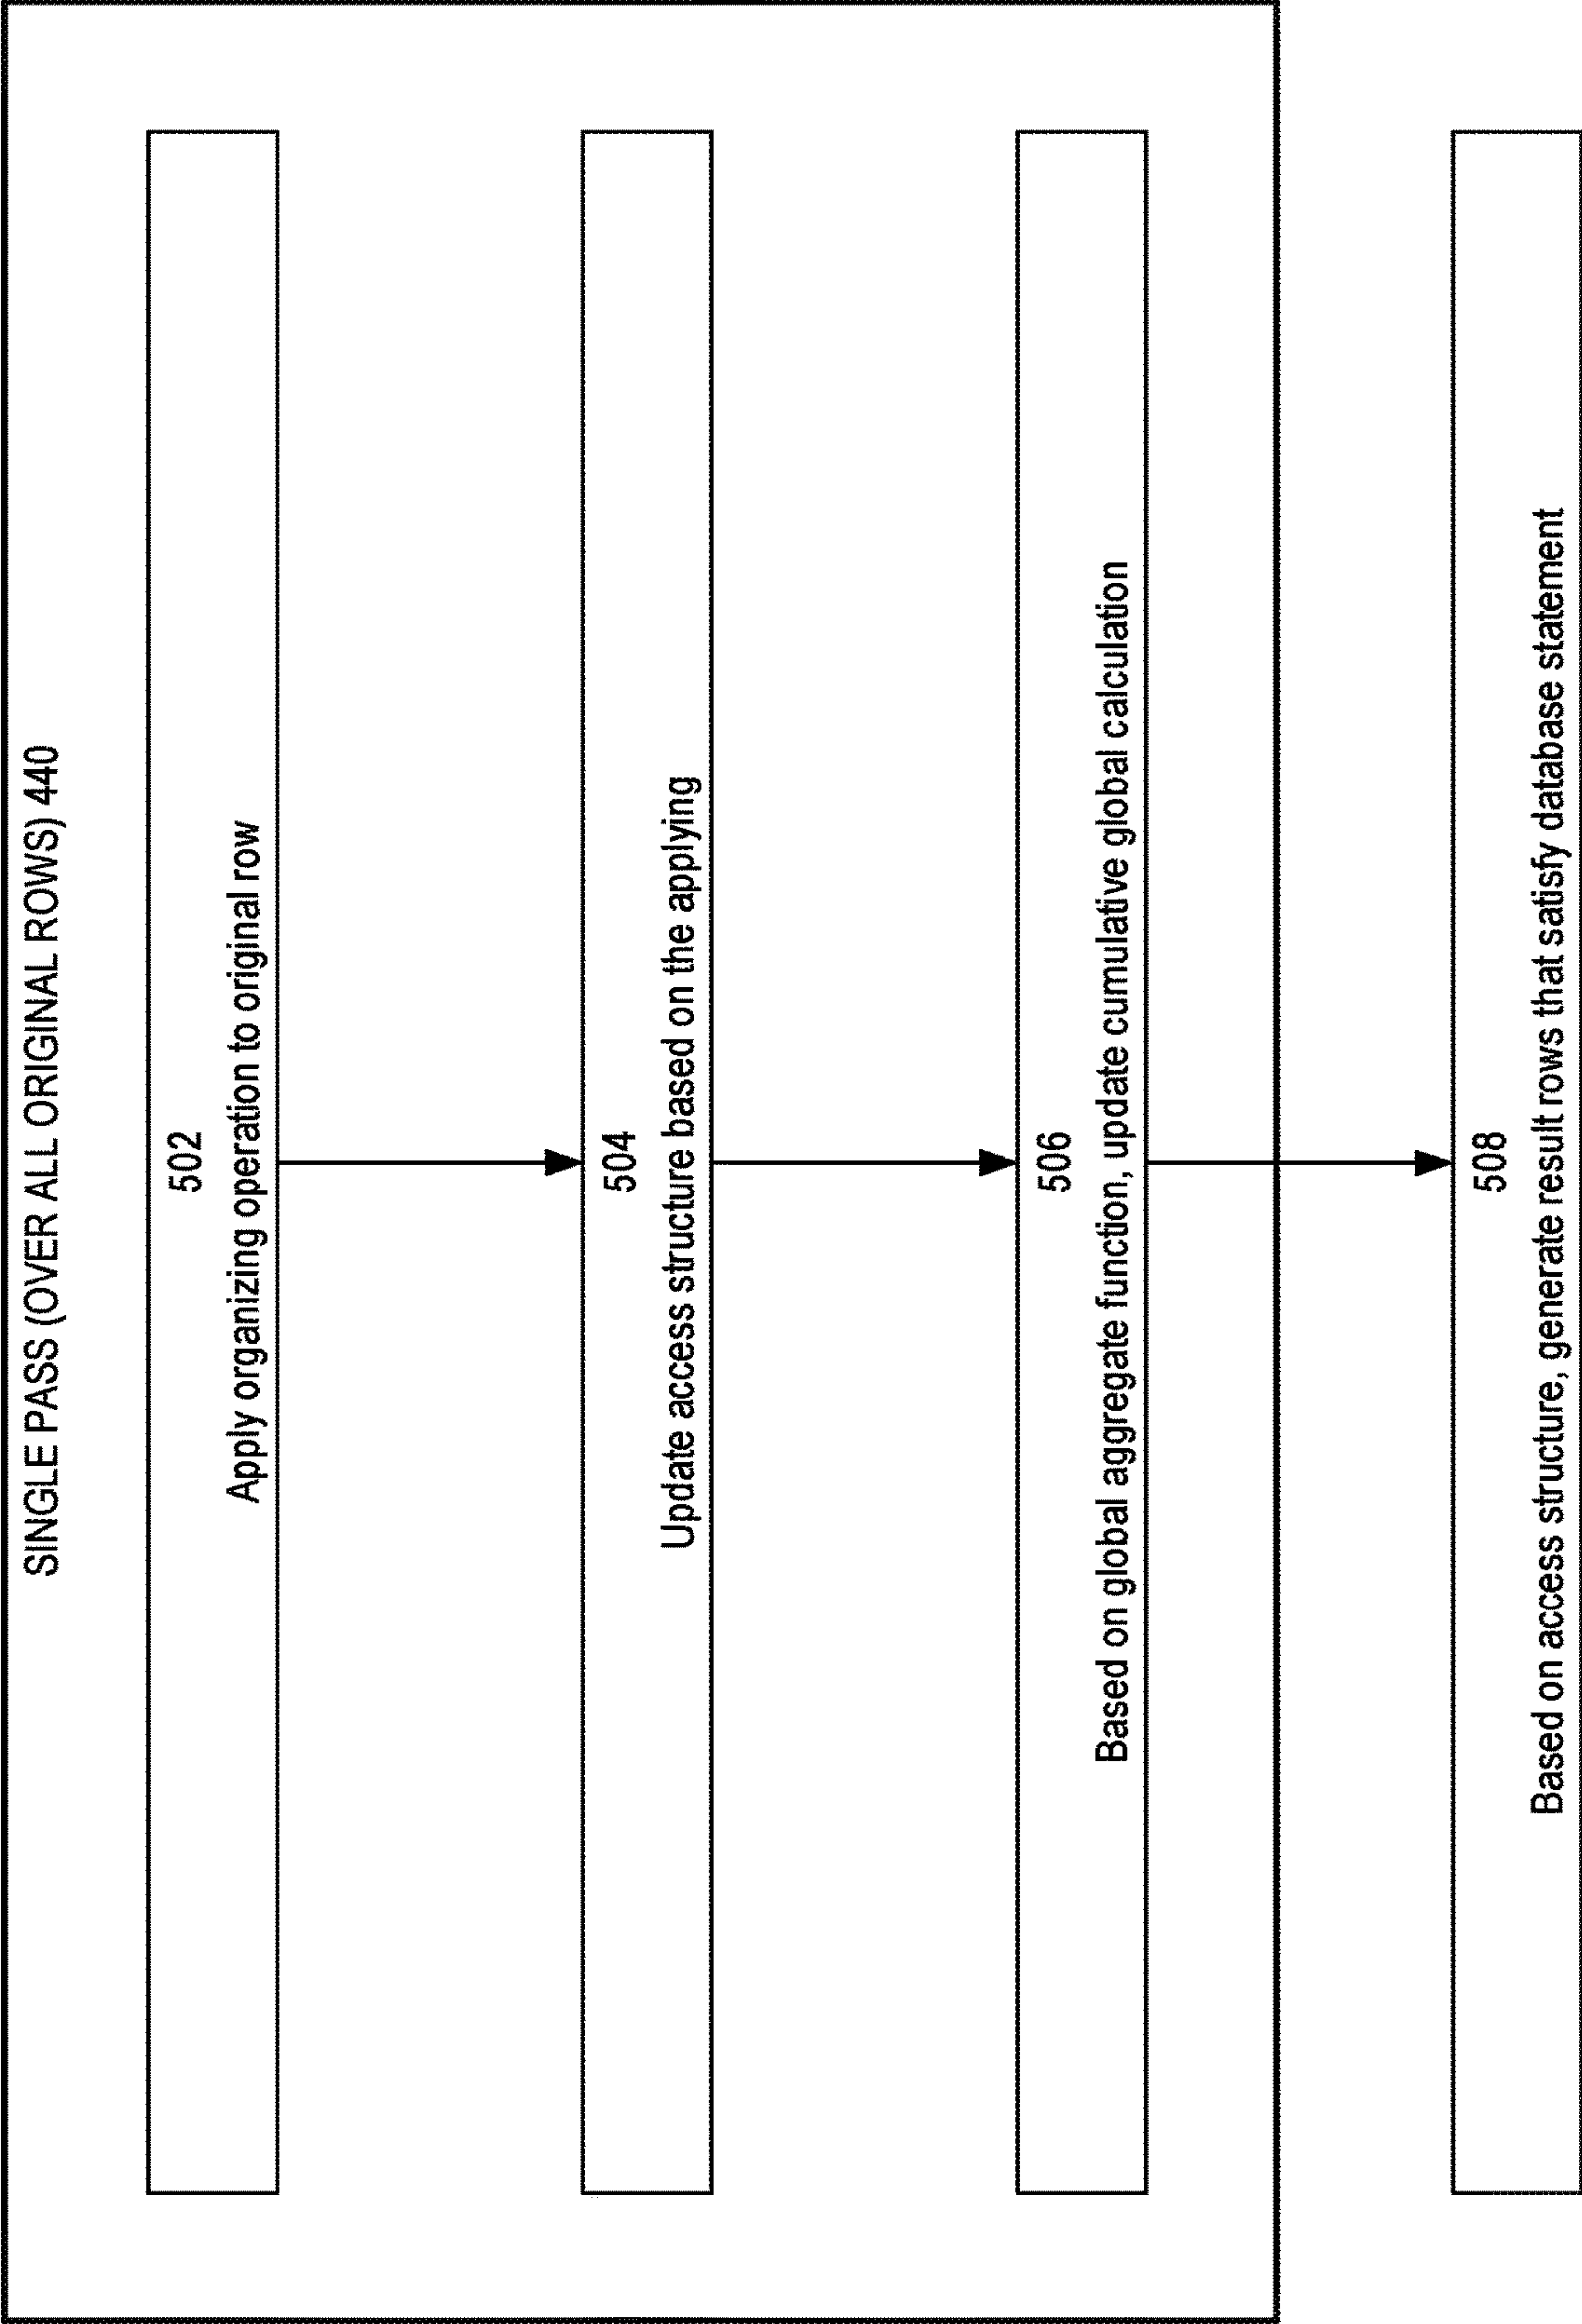 SINGLE PASS (OVER ALL ORIGINAL ROWS) 440
502
Apply organizing operation to original row
504
Update access structure based on the applying
506
Based on global aggregate function, update cumulative global calculation
508
Based on access structure, generate result rows that satisfy database statement